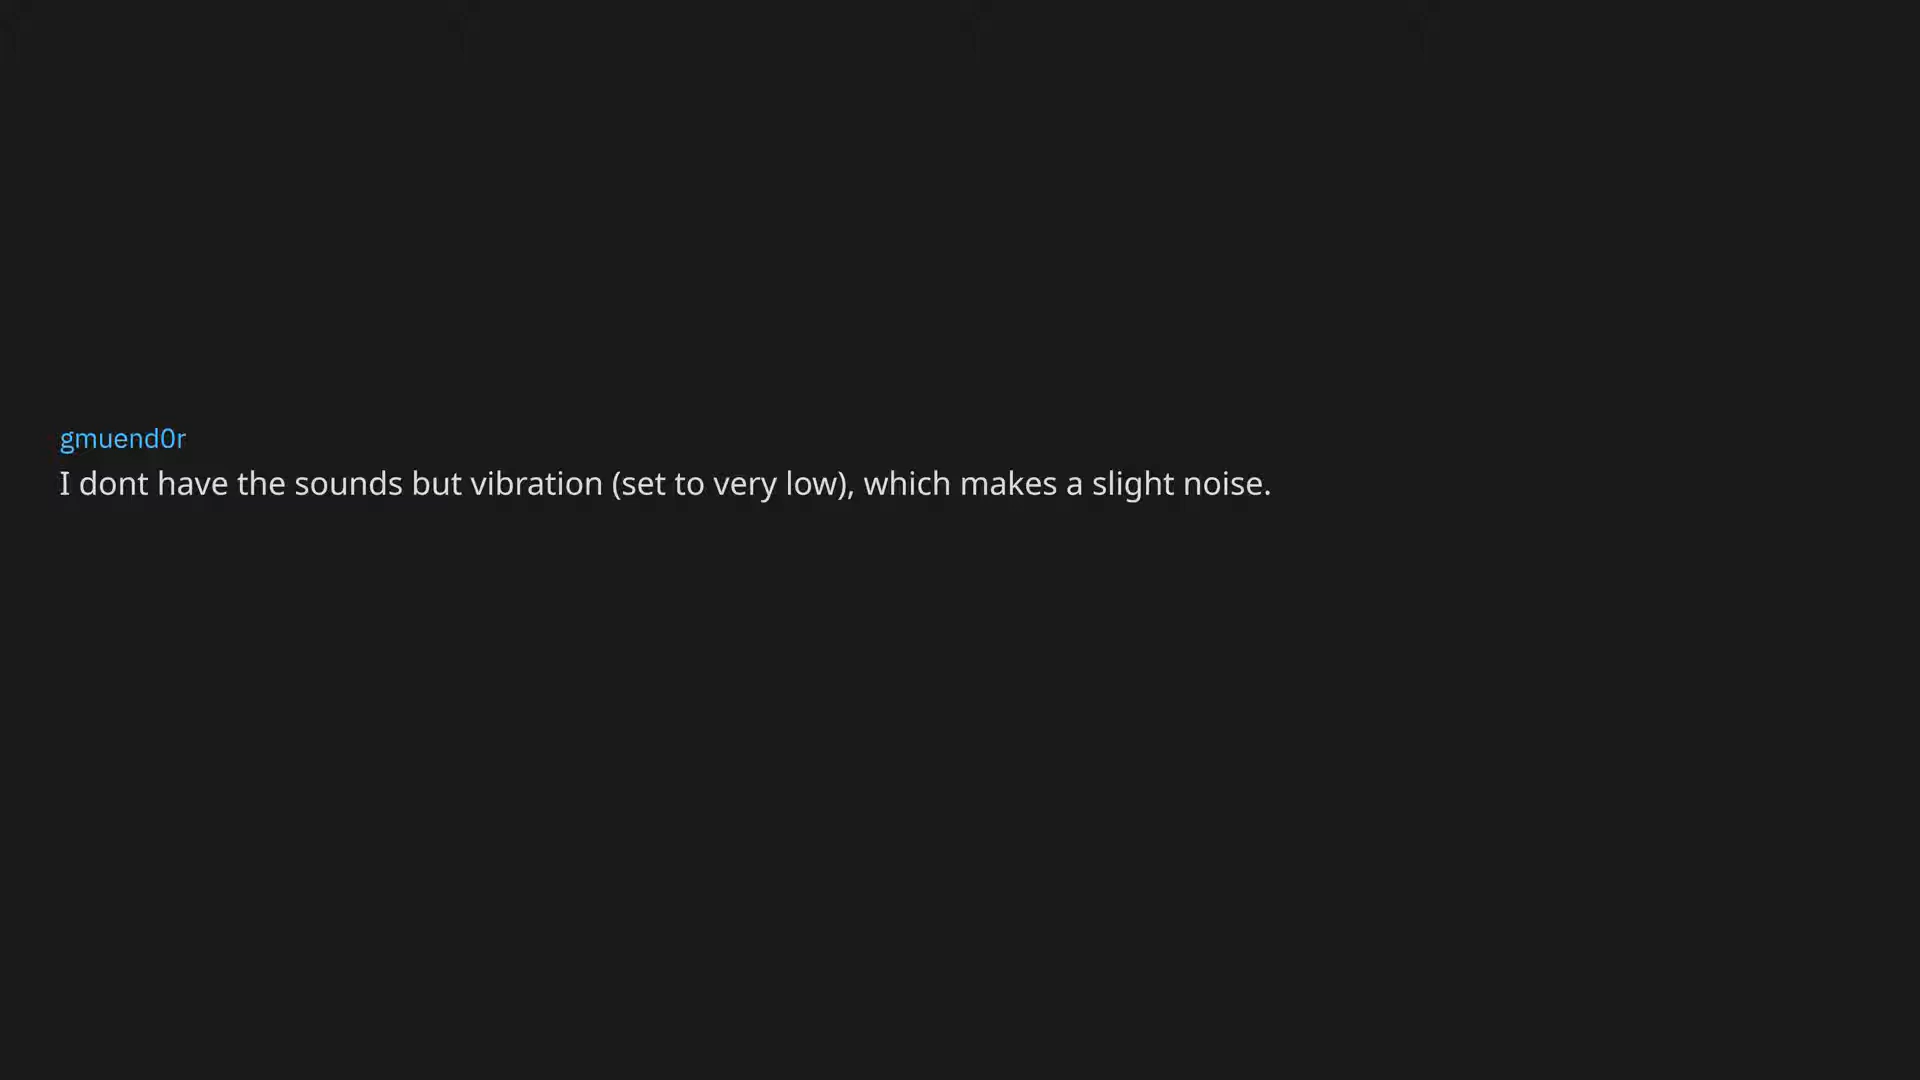 gmuend0r
I dont have the sounds but vibration (set to very low), which makes a slight noise.